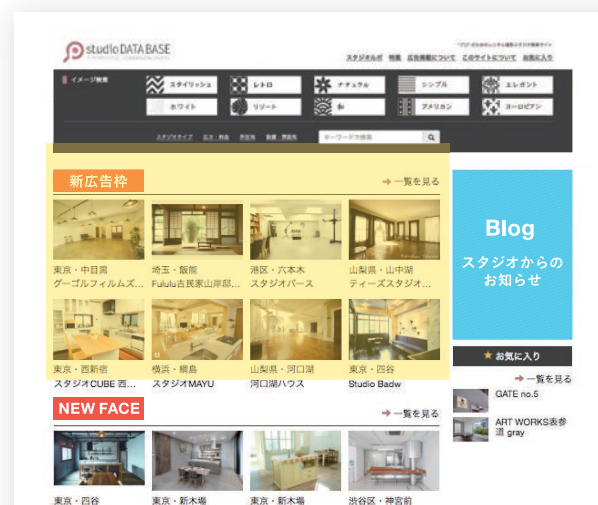 studio DATA BASE
スタジオルポ 特集 広告掲載について このサイトについて お気に入り
イメージ検索
スタイリッシュ
レトロ
ナチュラル
シンプル
エレガント
ホワイト
リゾート
和
アメリカン
ヨーロピアン
スタジオタイプ
キーワードで検索
新広告枠
→ 一覧を見る
東京・中目黒
グーゴルフィルムズ...
埼玉・飯能
Fululu古民家山岸邸...
港区・六本木
スタジオバース
山梨県・山中湖
ティーズスタジオ...
東京・西新宿
スタジオCUBE 西...
横浜・綱島
スタジオMAYU
山梨県・河口湖
河口湖ハウス
東京・四谷
Studio Badw
Blog
スタジオからの
お知らせ
★ お気に入り
→ 一覧を見る
GATE no.5
ART WORKS表参
道 gray
NEW FACE
→ 一覧を見る
東京・四谷
東京・新木場
東京・新木場
渋谷区・神宮前